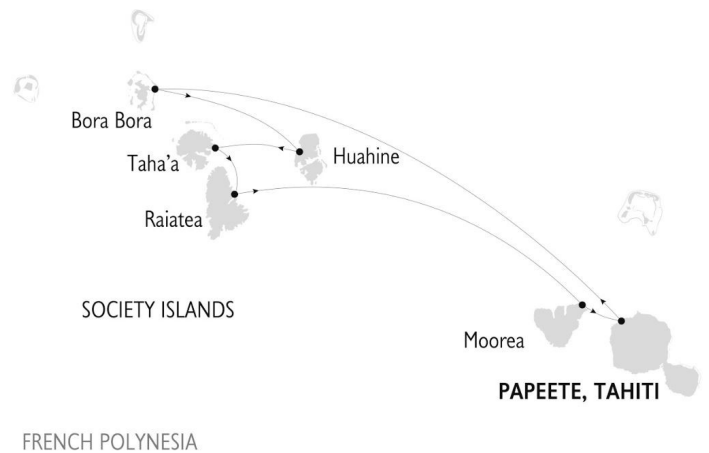 Bora Bora
Taha'a
Huahine
Raiatea
SOCIETY ISLANDS
Moorea
PAPEETE, TAHITI
FRENCH POLYNESIA